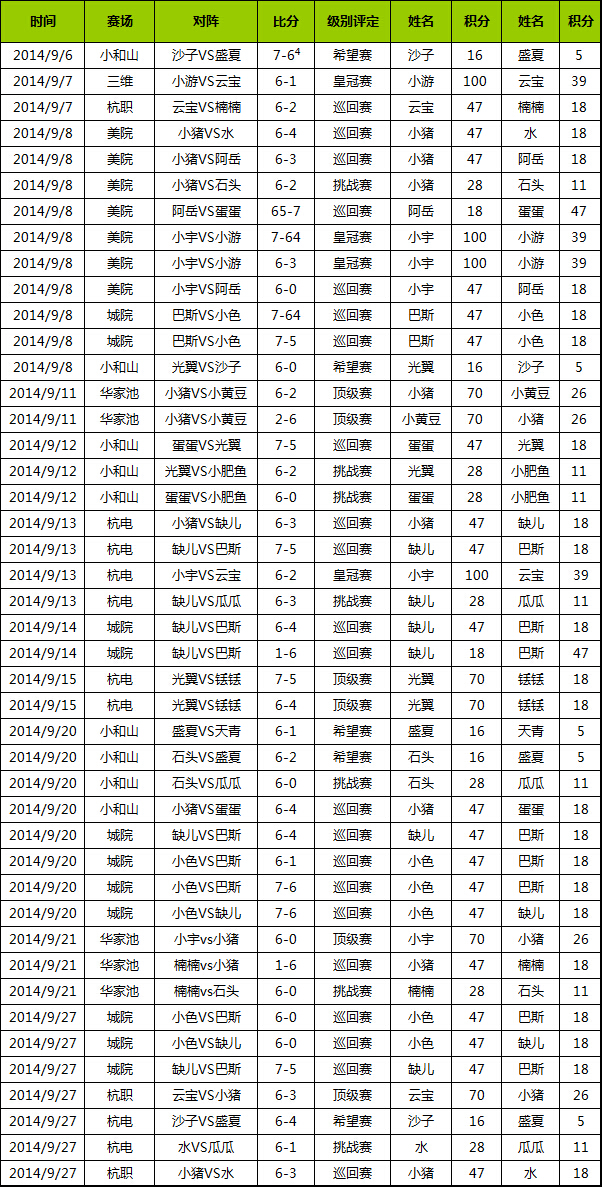 时间 赛场 对阵 比分 级别评定 姓名 积分 姓名 积分
2014/9/6 小和山 沙子VS盛夏 7-6⁴ 希望赛 沙子 16 盛夏 5
2014/9/7 三维 小游VS云宝 6-1 皇冠赛 小游 100 云宝 39
2014/9/7 杭职 云宝VS楠楠 6-2 巡回赛 云宝 47 楠楠 18
2014/9/8 美院 小猪VS水 6-4 巡回赛 小猪 47 水 18
2014/9/8 美院 小猪VS阿岳 6-3 巡回赛 小猪 47 阿岳 18
2014/9/8 美院 小猪VS石头 6-2 挑战赛 小猪 28 石头 11
2014/9/8 美院 阿岳VS蛋蛋 65-7 巡回赛 阿岳 18 蛋蛋 47
2014/9/8 美院 小宇VS小游 7-64 皇冠赛 小宇 100 小游 39
2014/9/8 美院 小宇VS小游 6-3 皇冠赛 小宇 100 小游 39
2014/9/8 美院 小宇VS阿岳 6-0 巡回赛 小宇 47 阿岳 18
2014/9/8 城院 巴斯VS小色 7-64 巡回赛 巴斯 47 小色 18
2014/9/8 城院 巴斯VS小色 7-5 巡回赛 巴斯 47 小色 18
2014/9/8 小和山 光翼VS沙子 6-0 希望赛 光翼 16 沙子 5
2014/9/11 华家池 小猪VS小黄豆 6-2 顶级赛 小猪 70 小黄豆 26
2014/9/11 华家池 小猪VS小黄豆 2-6 顶级赛 小黄豆 70 小猪 26
2014/9/12 小和山 蛋蛋VS光翼 7-5 巡回赛 蛋蛋 47 光翼 18
2014/9/12 小和山 光翼VS小肥鱼 6-2 挑战赛 光翼 28 小肥鱼 11
2014/9/12 小和山 蛋蛋VS小肥鱼 6-0 挑战赛 蛋蛋 28 小肥鱼 11
2014/9/13 杭电 小猪VS缺儿 6-3 巡回赛 小猪 47 缺儿 18
2014/9/13 杭电 缺儿VS巴斯 7-5 巡回赛 缺儿 47 巴斯 18
2014/9/13 杭电 小宇VS云宝 6-2 皇冠赛 小宇 100 云宝 39
2014/9/13 杭电 缺儿VS瓜瓜 6-3 挑战赛 缺儿 28 瓜瓜 11
2014/9/14 城院 缺儿VS巴斯 6-4 巡回赛 缺儿 47 巴斯 18
2014/9/14 城院 缺儿VS巴斯 1-6 巡回赛 缺儿 18 巴斯 47
2014/9/15 杭电 光翼VS铥铥 7-5 顶级赛 光翼 70 铥铥 18
2014/9/15 杭电 光翼VS铥铥 6-4 顶级赛 光翼 70 铥铥 18
2014/9/20 小和山 盛夏VS天青 6-1 希望赛 盛夏 16 天青 5
2014/9/20 小和山 石头VS盛夏 6-2 希望赛 石头 16 盛夏 5
2014/9/20 小和山 石头VS瓜瓜 6-0 挑战赛 石头 28 瓜瓜 11
2014/9/20 小和山 小猪VS蛋蛋 6-4 巡回赛 小猪 47 蛋蛋 18
2014/9/20 城院 缺儿VS巴斯 6-4 巡回赛 缺儿 47 巴斯 18
2014/9/20 城院 小色VS巴斯 6-1 巡回赛 小色 47 巴斯 18
2014/9/20 城院 小色VS巴斯 7-6 巡回赛 小色 47 巴斯 18
2014/9/20 城院 小色VS缺儿 7-6 巡回赛 小色 47 缺儿 18
2014/9/21 华家池 小宇vs小猪 6-0 顶级赛 小宇 70 小猪 26
2014/9/21 华家池 楠楠vs小猪 1-6 巡回赛 小猪 47 楠楠 18
2014/9/21 华家池 楠楠vs石头 6-0 挑战赛 楠楠 28 石头 11
2014/9/27 城院 小色VS巴斯 6-0 巡回赛 小色 47 巴斯 18
2014/9/27 城院 小色VS缺儿 6-0 巡回赛 小色 47 缺儿 18
2014/9/27 城院 缺儿VS巴斯 7-5 巡回赛 缺儿 47 巴斯 18
2014/9/27 杭职 云宝VS小猪 6-3 顶级赛 云宝 70 小猪 26
2014/9/27 杭电 沙子VS盛夏 6-4 希望赛 沙子 16 盛夏 5
2014/9/27 杭电 水VS瓜瓜 6-1 挑战赛 水 28 瓜瓜 11
2014/9/27 杭职 小猪VS水 6-3 巡回赛 小猪 47 水 18